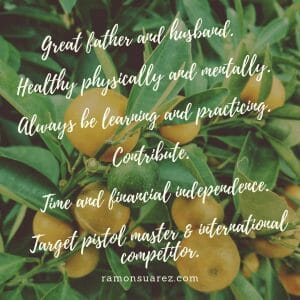 Great father and husband.
Healthy physically and mentally.
Always be learning and practicing.
Contribute.
Time and financial independence.
Target pistol master & international
competitor.
ramonsuarez.com